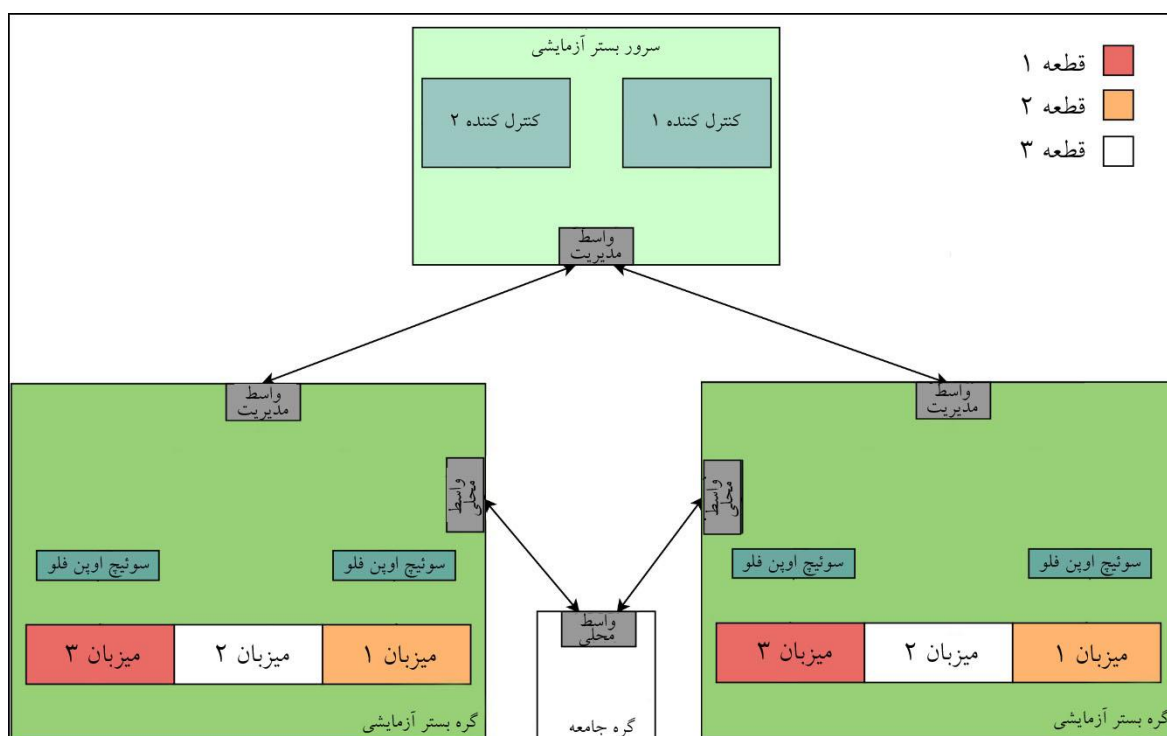 سرور بستر آزمایشی
کنترل کننده ۱
کنترل کننده ۲
واسط
مدیریت
قطعه ۱
قطعه ۲
قطعه ۳
واسط
مدیریت
واسط
محلی
سوئیچ اوپن فلو
سوئیچ اوپن فلو
میزبان ۱
میزبان ۲
میزبان ۳
گره بستر آزمایشی
واسط
محلی
گره جامعه
واسط
مدیریت
واسط
محلی
سوئیچ اوپن فلو
سوئیچ اوپن فلو
میزبان ۱
میزبان ۲
میزبان ۳
گره بستر آزمایشی